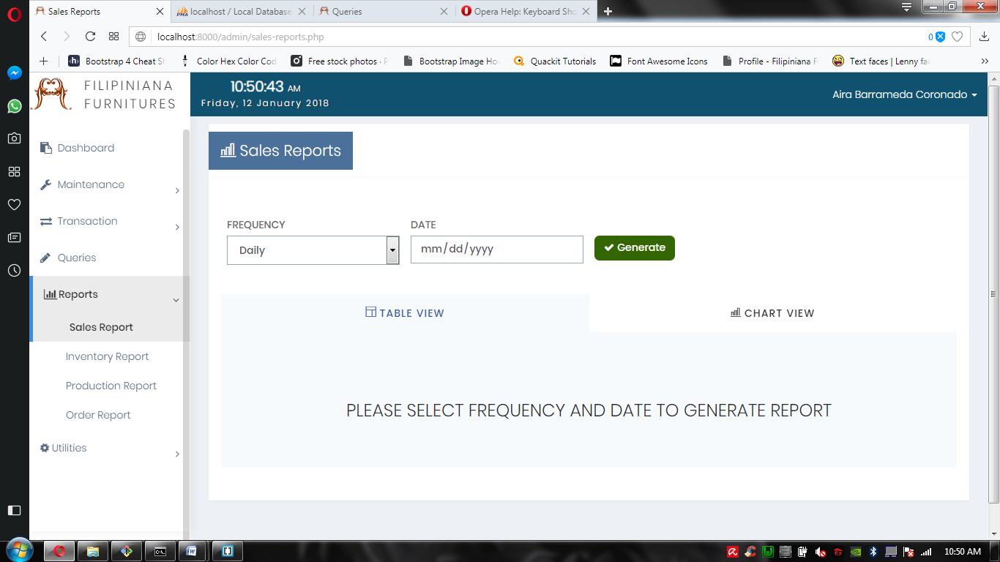 Sales Reports
localhost / Local Databases
Queries
Opera Help: Keyboard Sho
localhost:8000/admin/sales-reports.php
0
Bootstrap 4 Cheat Sh
Color Hex Color Cod
Free stock photos · P
Bootstrap Image Hov
Quackit Tutorials
Font Awesome Icons
Profile - Filipiniana F
Text faces | Lenny fac
FILIPINIANA
FURNITURES
10:50:43 AM
Friday, 12 January 2018
Aira Barrameda Coronado
Dashboard
Maintenance
Transaction
Queries
Reports
Sales Report
Inventory Report
Production Report
Order Report
Utilities
Sales Reports
FREQUENCY
DATE
Daily
mm/dd/yyyy
Generate
TABLE VIEW
CHART VIEW
PLEASE SELECT FREQUENCY AND DATE TO GENERATE REPORT
10:50 AM